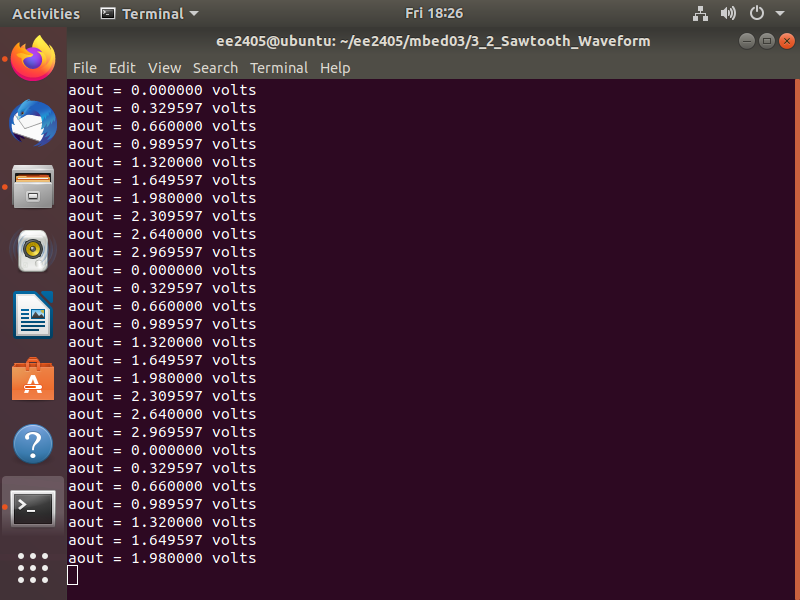 Activities Terminal Fri 18:26
ee2405@ubuntu: ~/ee2405/mbed03/3_2_Sawtooth_Waveform
File Edit View Search Terminal Help
aout = 0.000000 volts
aout = 0.329597 volts
aout = 0.660000 volts
aout = 0.989597 volts
aout = 1.320000 volts
aout = 1.649597 volts
aout = 1.980000 volts
aout = 2.309597 volts
aout = 2.640000 volts
aout = 2.969597 volts
aout = 0.000000 volts
aout = 0.329597 volts
aout = 0.660000 volts
aout = 0.989597 volts
aout = 1.320000 volts
aout = 1.649597 volts
aout = 1.980000 volts
aout = 2.309597 volts
aout = 2.640000 volts
aout = 2.969597 volts
aout = 0.000000 volts
aout = 0.329597 volts
aout = 0.660000 volts
aout = 0.989597 volts
aout = 1.320000 volts
aout = 1.649597 volts
aout = 1.980000 volts